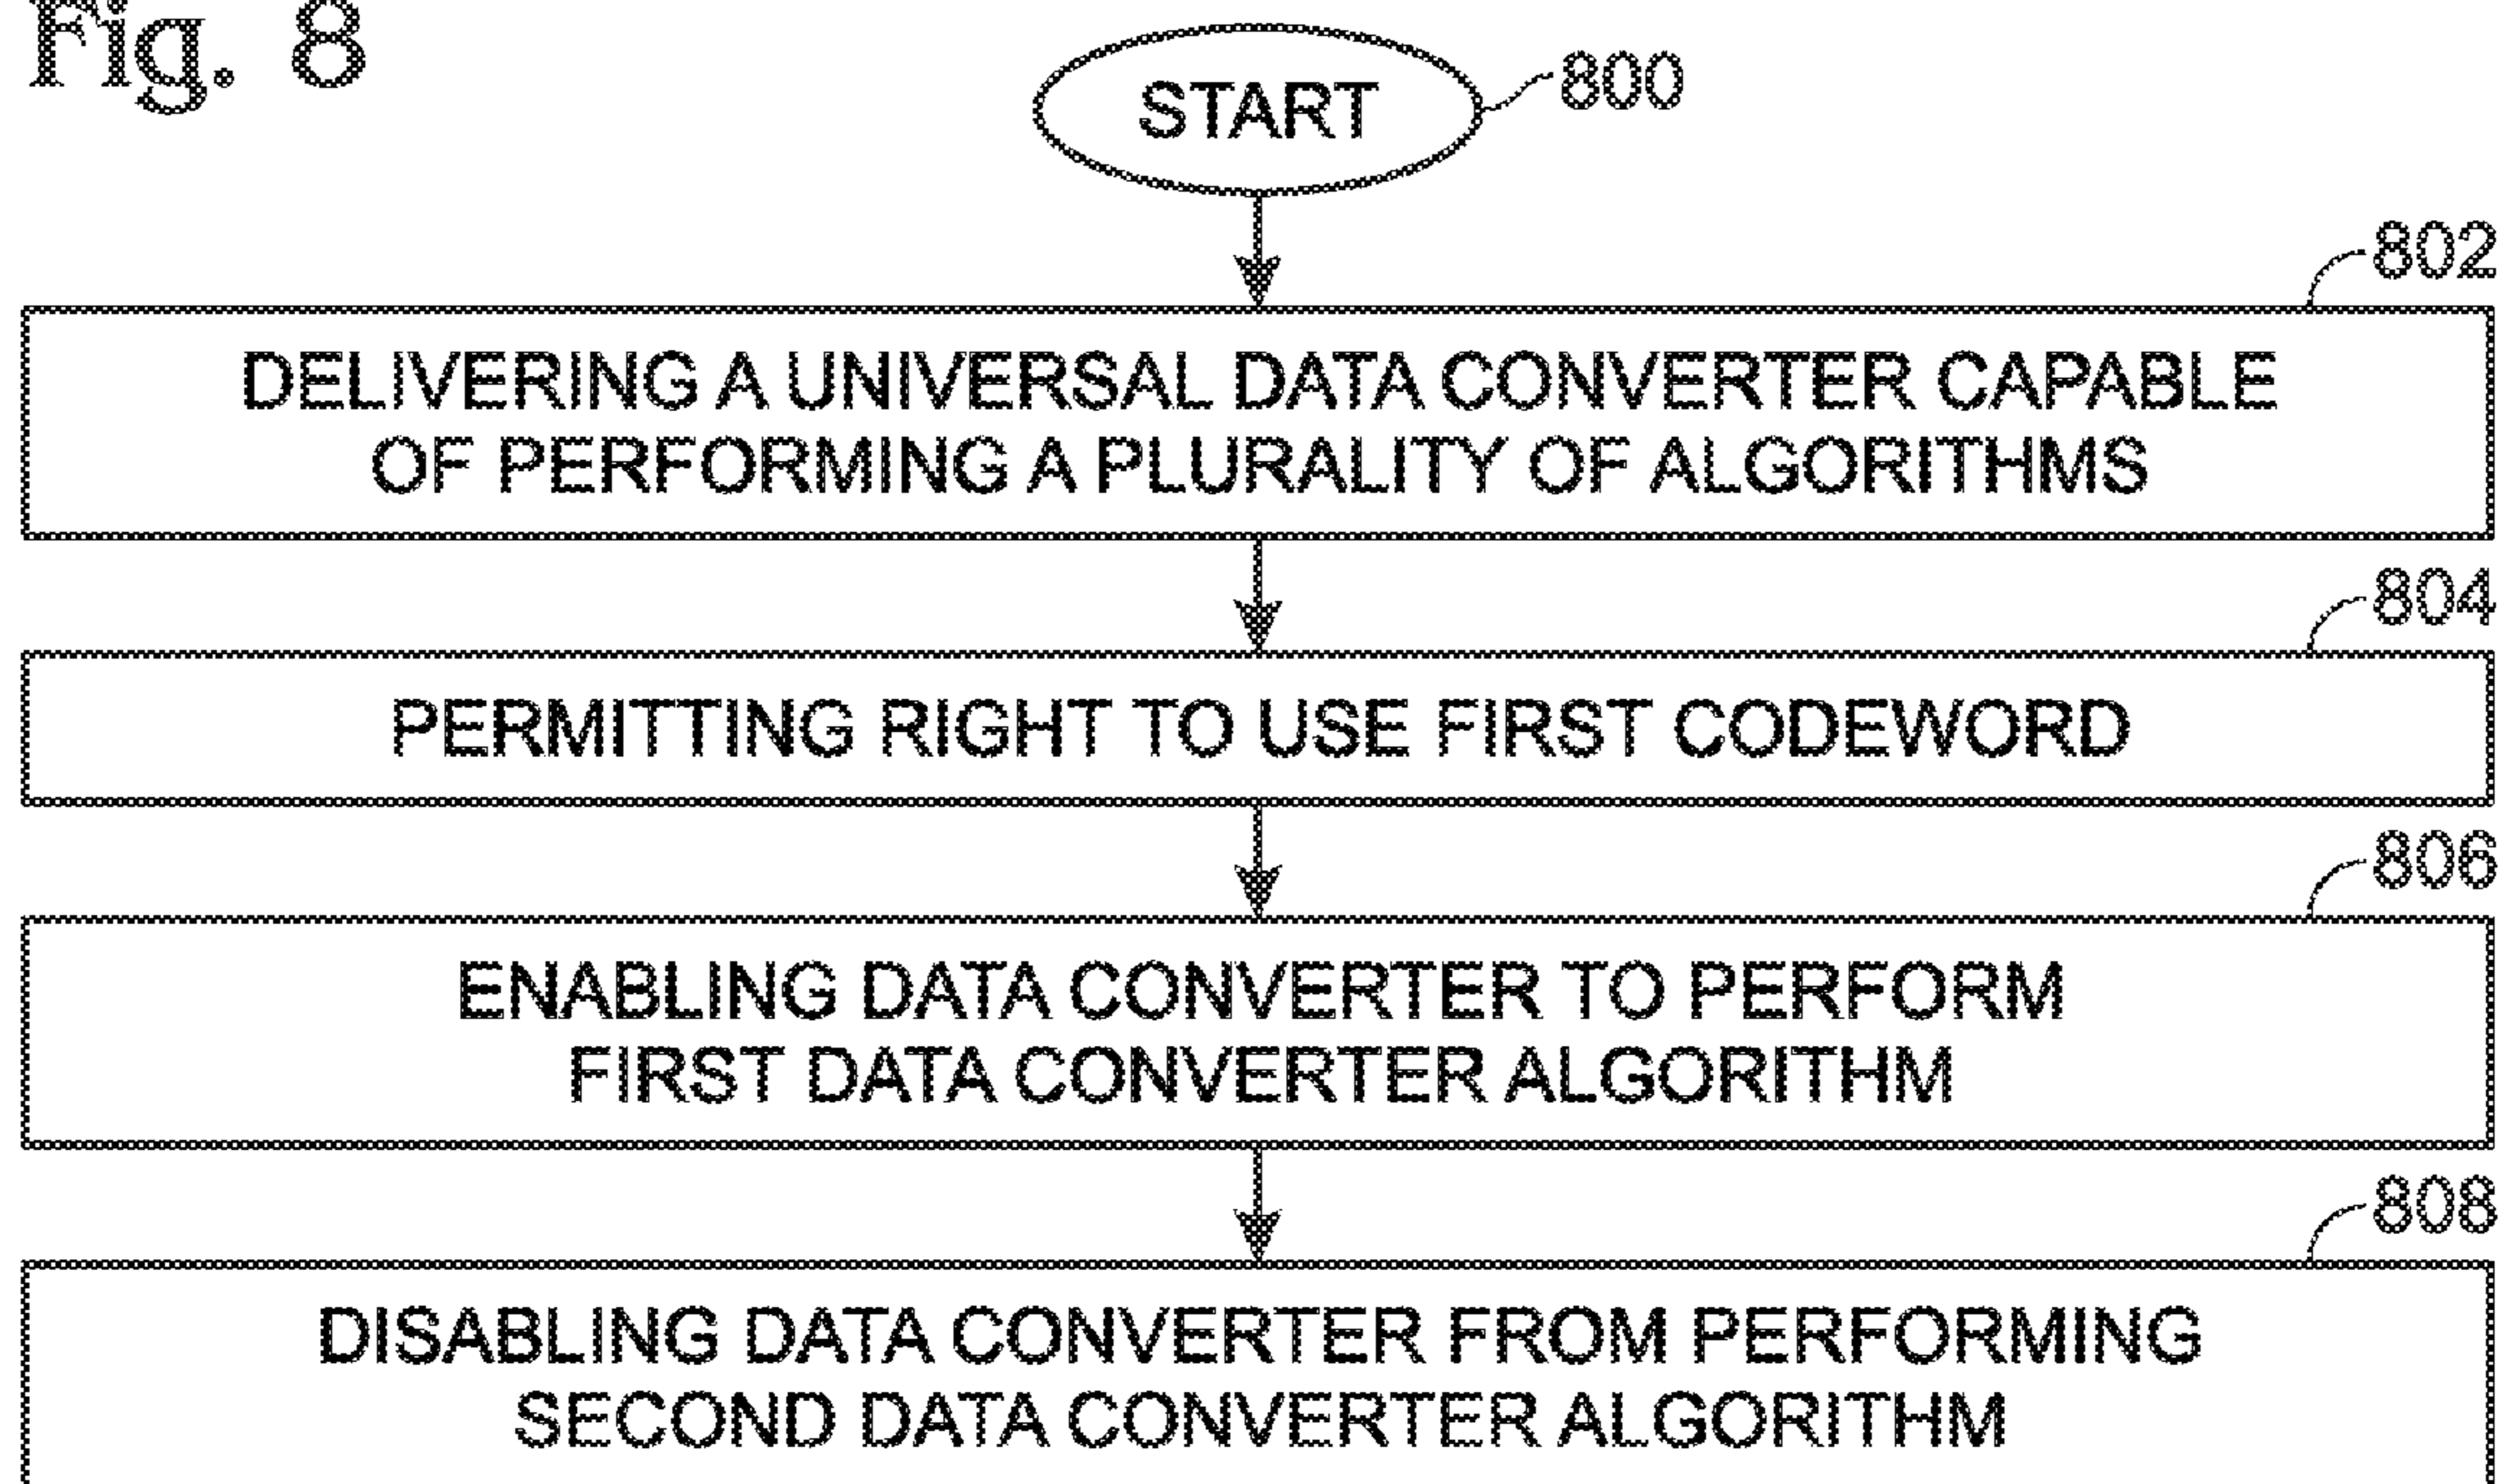 Fig. 8
START
800
802
DELIVERING A UNIVERSAL DATA CONVERTER CAPABLE
OF PERFORMING A PLURALITY OF ALGORITHMS
804
PERMITTING RIGHT TO USE FIRST CODEWORD
806
ENABLING DATA CONVERTER TO PERFORM
FIRST DATA CONVERTER ALGORITHM
808
DISABLING DATA CONVERTER FROM PERFORMING
SECOND DATA CONVERTER ALGORITHM